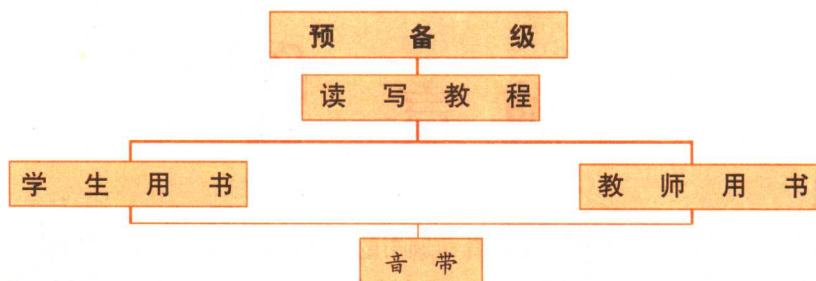 预备级
读写教程
学生用书
教师用书
音带